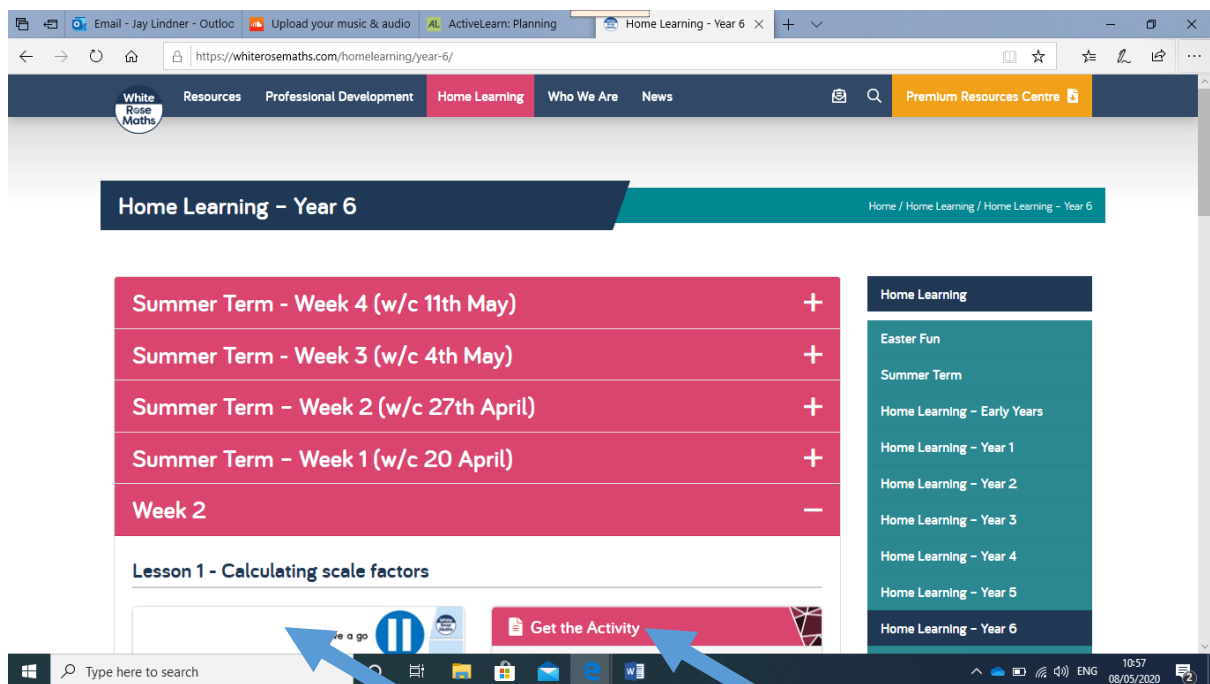 Email - Jay Lindner - Outloc
Upload your music & audio
AL ActiveLearn: Plan
Home Learning - Year 6
https://whiterosemaths.com/homelearning/year-6/
White
Rose
Maths
Resources
Professional Development
Home Learning
Who We Are
News
Premium Resources Centre
Home Learning – Year 6
Home / Home Learning / Home Learning – Year 6
Summer Term - Week 4 (w/c 11th May)
Summer Term - Week 3 (w/c 4th May)
Summer Term – Week 2 (w/c 27th April)
Summer Term – Week 1 (w/c 20 April)
Week 2
Lesson 1 - Calculating scale factors
a go
Get the Activity
Home Learning
Easter Fun
Summer Term
Home Learning – Early Years
Home Learning – Year 1
Home Learning – Year 2
Home Learning – Year 3
Home Learning – Year 4
Home Learning – Year 5
Home Learning – Year 6
Type here to search
ENG
10:57
08/05/2020
2